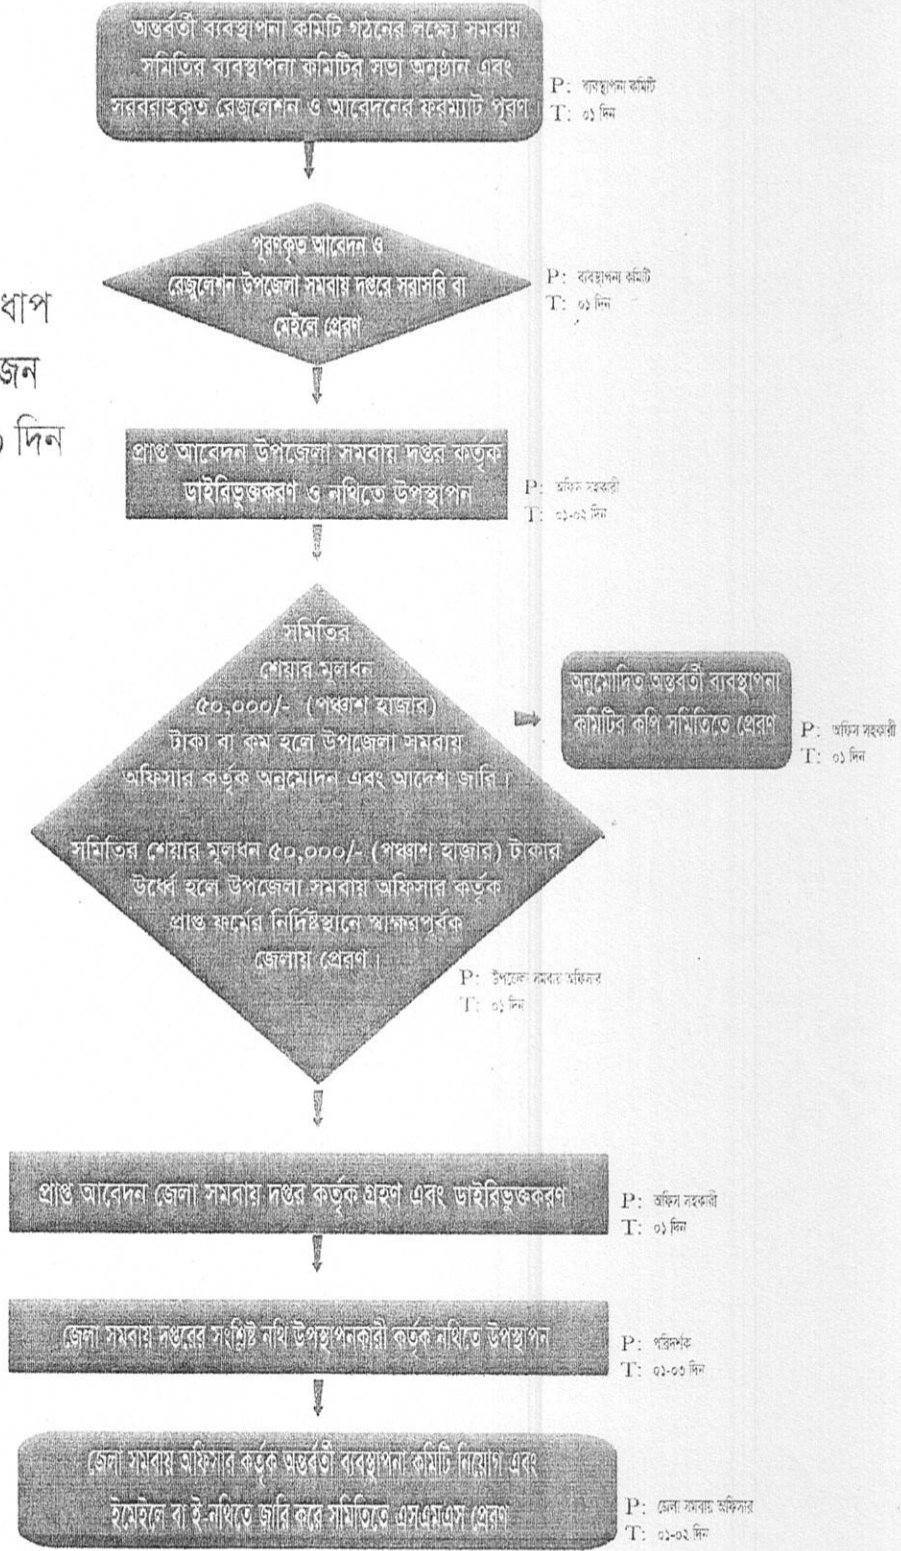 অন্তর্বর্তী ব্যবস্থাপনা কমিটি গঠনের লক্ষ্যে সমবায়
সমিতির ব্যবস্থাপনা কমিটির সভা অনুষ্ঠান এবং
সরবরাহকৃত রেজুলেশন ও আবেদনের ফরম্যাট পূরণ
P: ব্যবস্থাপনা কমিটি
T: ০১ দিন
পূরণকৃত আবেদন ও
রেজুলেশন উপজেলা সমবায় দপ্তরে সরাসরি বা
মেইলে প্রেরণ
P: ব্যবস্থাপনা কমিটি
T: ০১ দিন
ধাপ
জন
দিন
প্রাপ্ত আবেদন উপজেলা সমবায় দপ্তর কর্তৃক
ডাইরিভুক্তকরণ ও নথিতে উপস্থাপন
P: অফিস সহকারী
T: ০১-০২ দিন
সমিতির
শেয়ার মূলধন
৫০,০০০/- (পঞ্চাশ হাজার)
টাকা বা কম হলে উপজেলা সমবায়
অফিসার কর্তৃক অনুমোদন এবং আদেশ জারি।
সমিতির শেয়ার মূলধন ৫০,০০০/- (পঞ্চাশ হাজার) টাকার
উর্ধ্বে হলে উপজেলা সমবায় অফিসার কর্তৃক
প্রাপ্ত ফর্মের নির্দিষ্টস্থানে স্বাক্ষরপূর্বক
জেলায় প্রেরণ।
P: উপজেলা সমবায় অফিসার
T: ০১ দিন
অনুমোদিত অন্তর্বর্তী ব্যবস্থাপনা
কমিটির কপি সমিতিতে প্রেরণ
P: অফিস সহকারী
T: ০১ দিন
প্রাপ্ত আবেদন জেলা সমবায় দপ্তর কর্তৃক গ্রহণ এবং ডাইরিভুক্তকরণ
P: অফিস সহকারী
T: ০১ দিন
জেলা সমবায় দপ্তরের সংশ্লিষ্ট নথি উপস্থাপনকারী কর্তৃক নথিতে উপস্থাপন
P: পরিদর্শক
T: ০১-০৩ দিন
জেলা সমবায় অফিসার কর্তৃক অন্তর্বর্তী ব্যবস্থাপনা কমিটি নিয়োগ এবং
ইমেইলে বা ই-নথিতে জারি করে সমিতিতে এসএমএস প্রেরণ
P: জেলা সমবায় অফিসার
T: ০১-০২ দিন